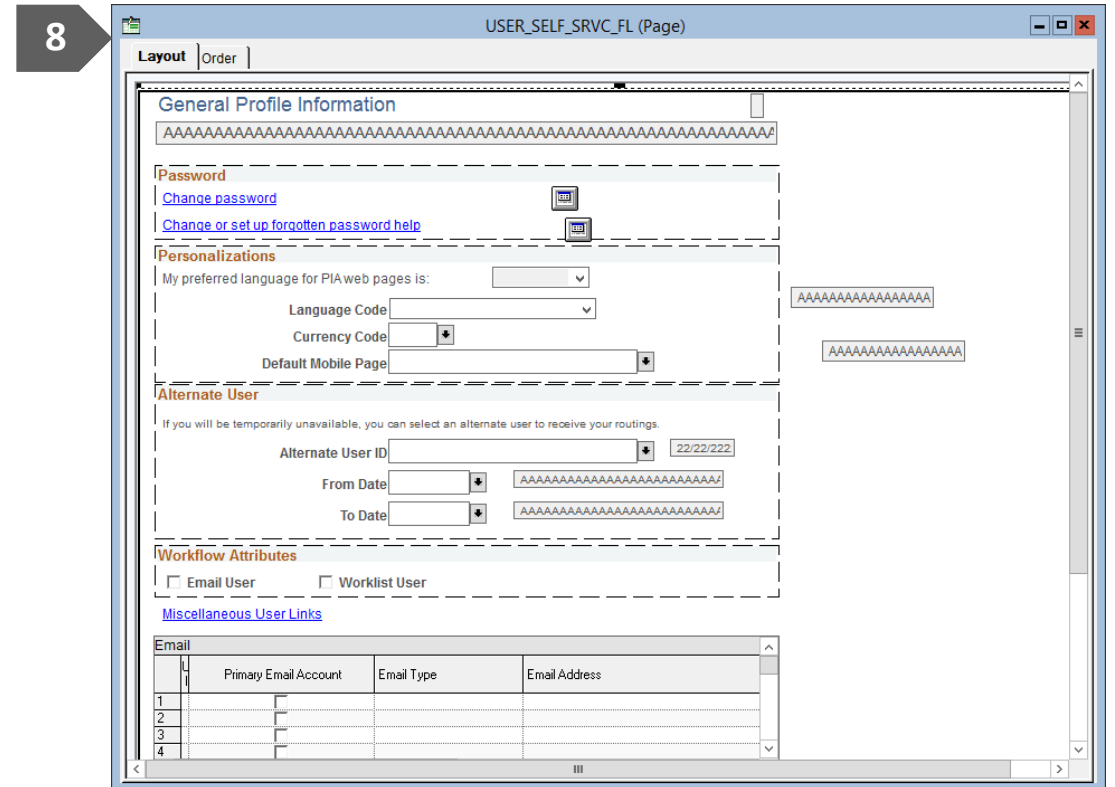 8
USER_SELF_SRVC_FL (Page)
Layout Order
General Profile Information
AAAAAAAAAAAAAAAAAAAAAAAAAAAAAAAAAAAAAAAAAAAAAAAAAAAAAAAAAAAA
Password
Change password
Change or set up forgotten password help
Personalizations
My preferred language for PIA web pages is:
AAAAAAAAAAAAAAAAA
Language Code
Currency Code
AAAAAAAAAAAAAAAAA
Default Mobile Page
Alternate User
If you will be temporarily unavailable, you can select an alternate user to receive your routings.
Alternate User ID 22/22/222
From Date AAAAAAAAAAAAAAAAAAAAAAAAAA
To Date AAAAAAAAAAAAAAAAAAAAAAAAAA
Workflow Attributes
Email User Worklist User
Miscellaneous User Links
Email
Primary Email Account Email Type Email Address
1
2
3
4